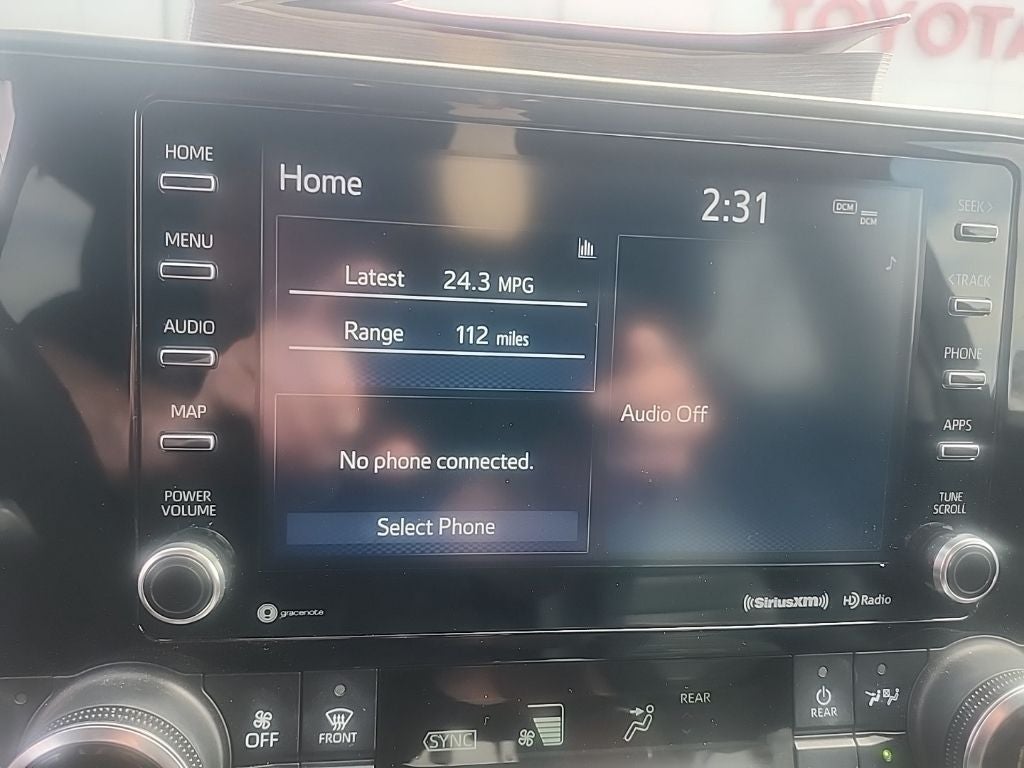 TOYOTA
HOME
Home
2:31
DCM
DCM
SEEK>
MENU
Latest 24.3 MPG
<TRACK
AUDIO
Range 112 miles
PHONE
MAP
Audio Off
APPS
No phone connected.
POWER
VOLUME
Select Phone
TUNE
SCROLL
gracenote
((SiriusXM))
HD Radio
OFF
FRONT
SYNC
REAR
REAR